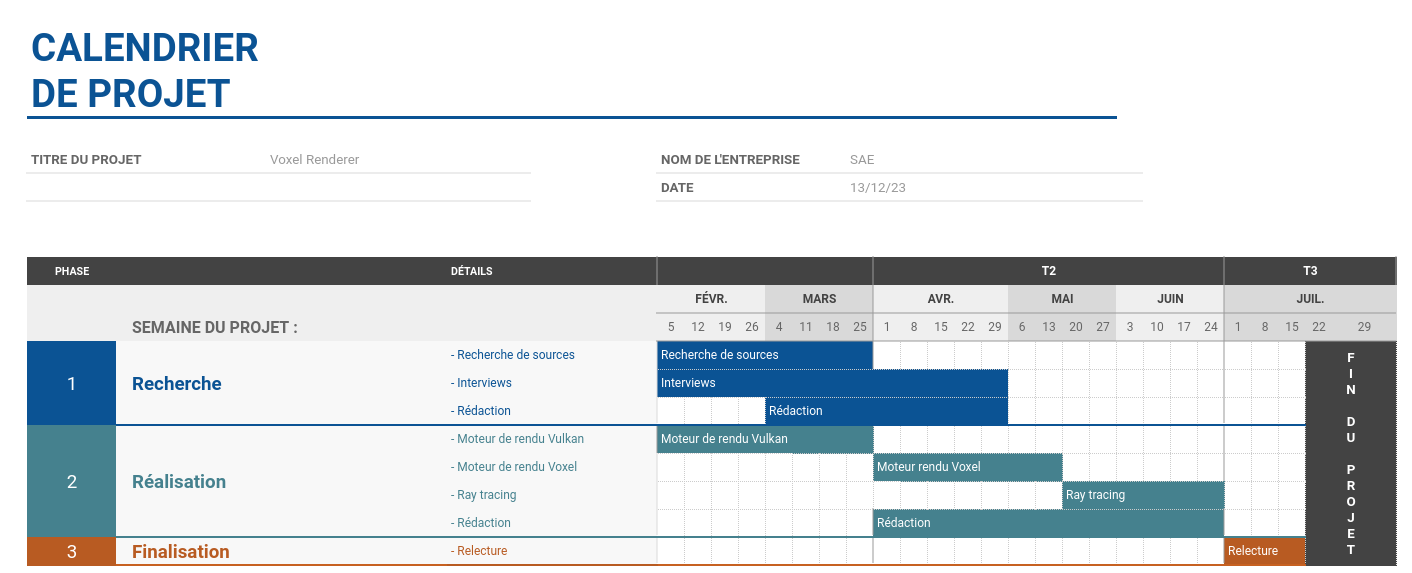 CALENDRIER
DE PROJET
TITRE DU PROJET Voxel Renderer NOM DE L'ENTREPRISE SAE
DATE 13/12/23
PHASE DÉTAILS T2 T3
FÉVR. MARS AVR. MAI JUIN JUIL.
SEMAINE DU PROJET : 5 12 19 26 4 11 18 25 1 8 15 22 29 6 13 20 27 3 10 17 24 1 8 15 22 29
1 Recherche
- Recherche de sources Recherche de sources
- Interviews Interviews
- Rédaction Rédaction
2 Réalisation
- Moteur de rendu Vulkan Moteur de rendu Vulkan
- Moteur de rendu Voxel Moteur rendu Voxel
- Ray tracing Ray tracing
- Rédaction Rédaction
3 Finalisation - Relecture Relecture
FIN DU PROJET